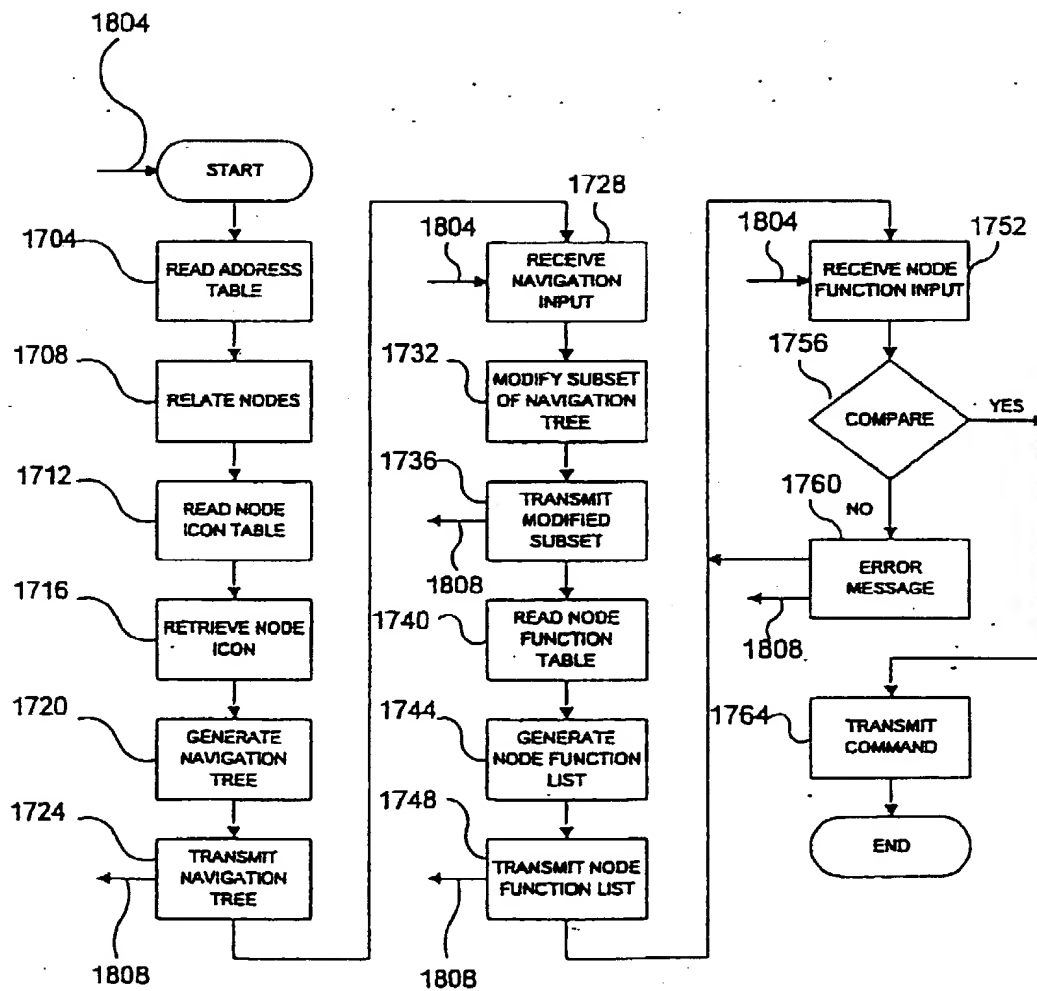 1804
START
1704
READ ADDRESS
TABLE
1708
RELATE NODES
1712
READ NODE
ICON TABLE
1716
RETRIEVE NODE
ICON
1720
GENERATE
NAVIGATION
TREE
1724
TRANSMIT
NAVIGATION
TREE
1808
1728
1804
RECEIVE
NAVIGATION
INPUT
1732
MODIFY SUBSET
OF NAVIGATION
TREE
1736
TRANSMIT
MODIFIED
SUBSET
1808
1740
READ NODE
FUNCTION
TABLE
1744
GENERATE
NODE FUNCTION
LIST
1748
TRANSMIT NODE
FUNCTION LIST
1808
1804
1752
RECEIVE NODE
FUNCTION INPUT
1756
COMPARE
YES
NO
1760
ERROR
MESSAGE
1808
1764
TRANSMIT
COMMAND
END